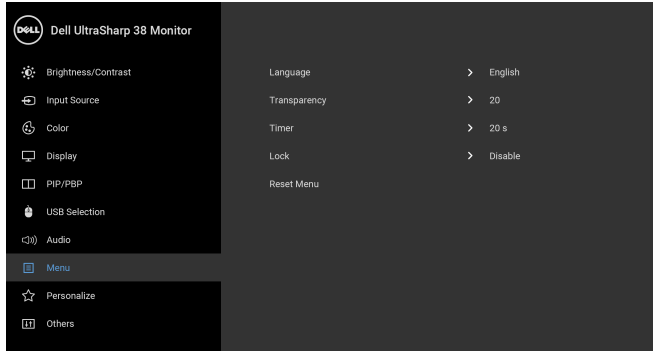 DELL Dell UltraSharp 38 Monitor
Brightness/Contrast
Input Source
Color
Display
PIP/PBP
USB Selection
Audio
Menu
Personalize
Others
Language > English
Transparency > 20
Timer > 20 s
Lock > Disable
Reset Menu